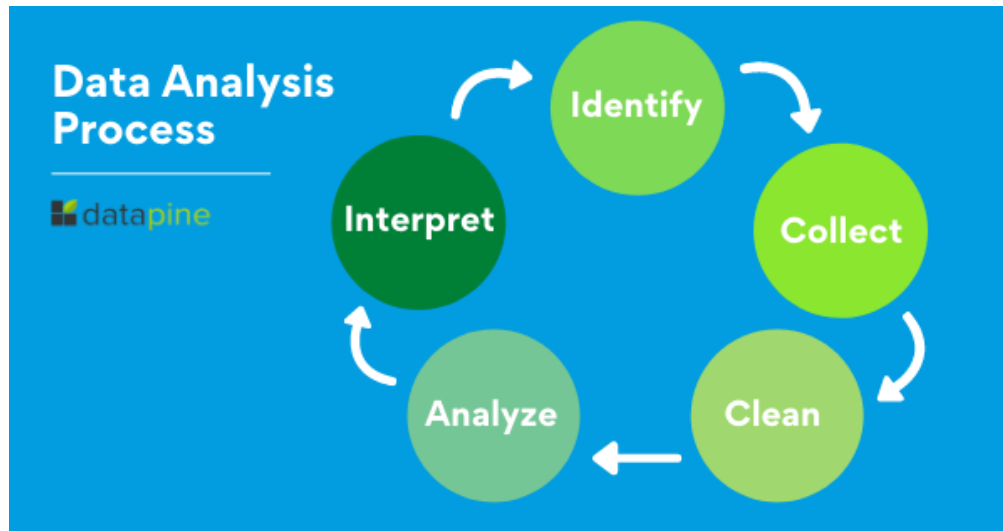 Data Analysis
Process
datapine
Identify
Collect
Clean
Analyze
Interpret